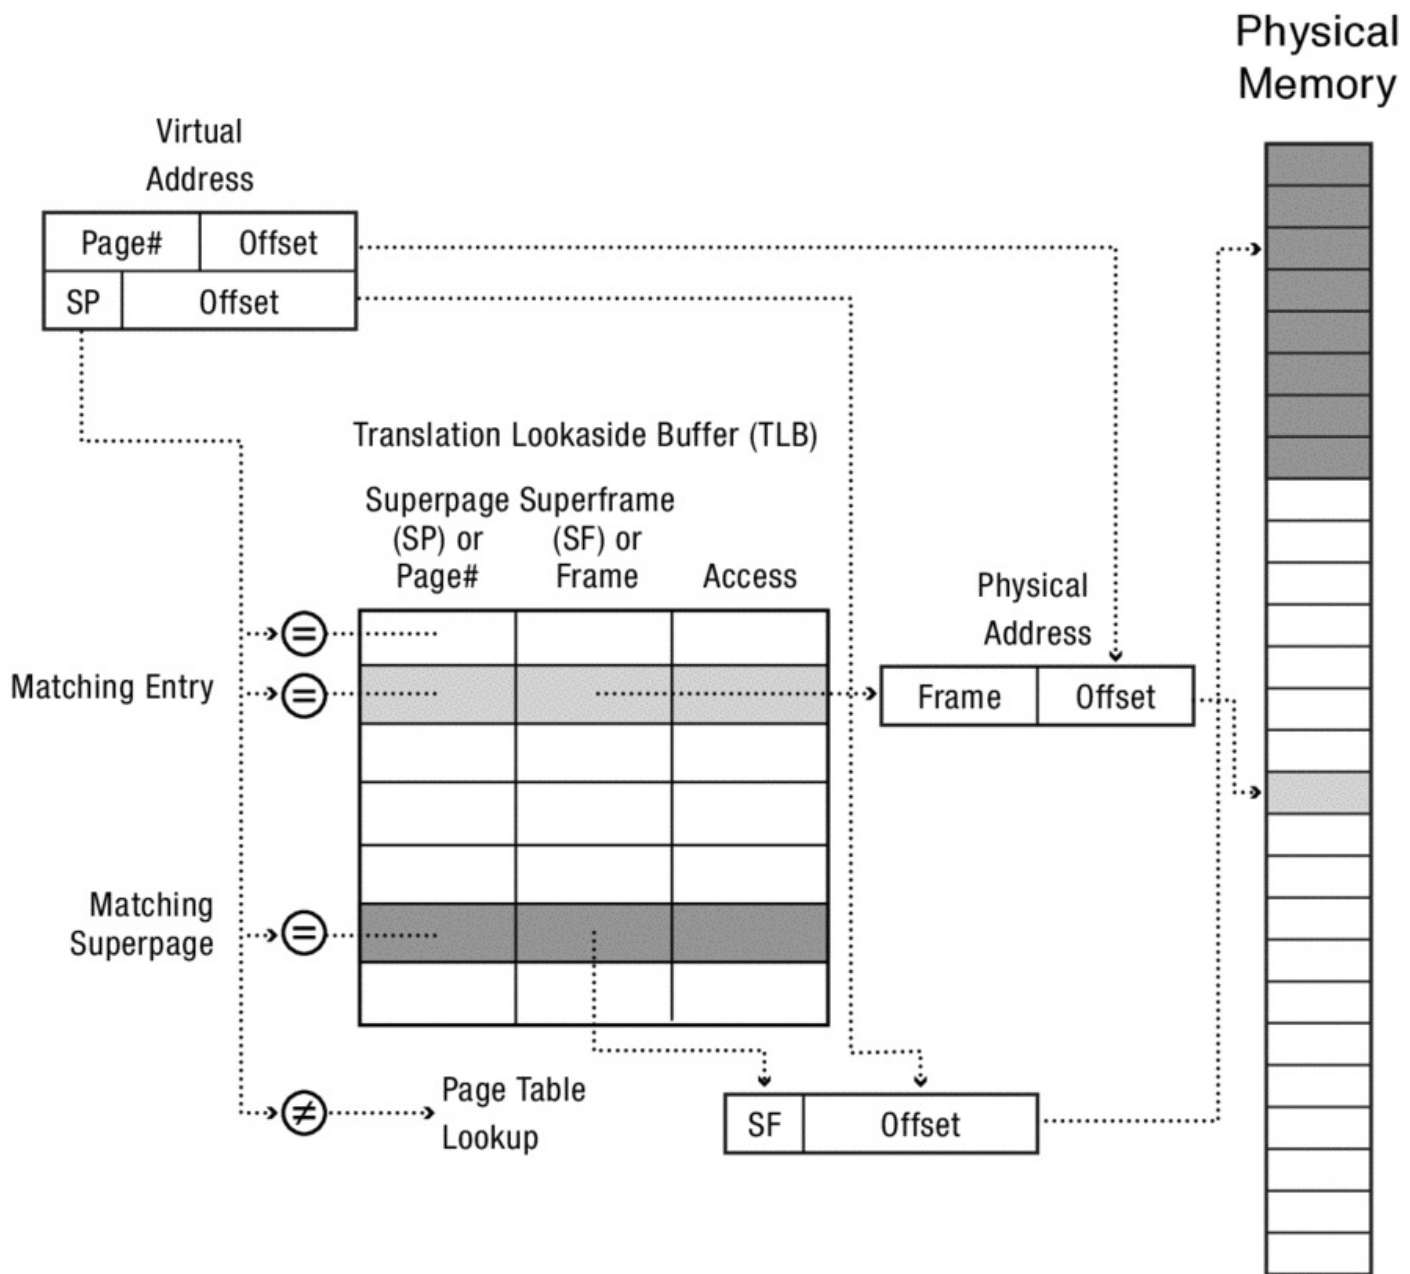 Physical
Memory
Virtual
Address
Page#
Offset
SP
Offset
Translation Lookaside Buffer (TLB)
Superpage Superframe
(SP) or
(SF) or
Page#
Frame
Access
=
Matching Entry
=
Physical
Address
Frame
Offset
Matching
Superpage
=
≠
Page Table
Lookup
SF
Offset